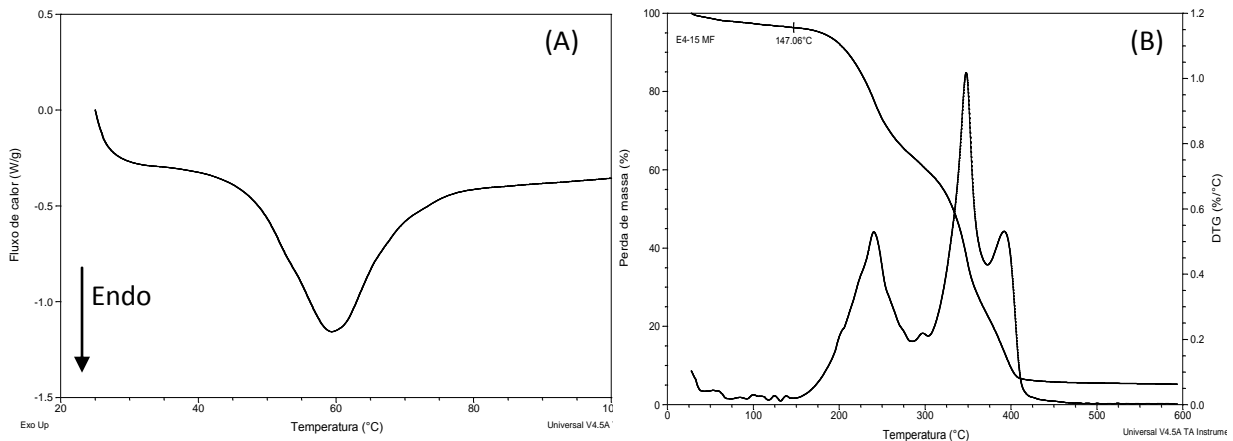 (A)
0.5
0.0
-0.5
-1.0
-1.5
Fluxo de calor (W/g)
Endo
20
40
60
80
10
Exo Up
Temperatura (°C)
Universal V4.5A
(B)
E4-15 MF
147.06°C
100
80
60
40
20
0
Perda de massa (%)
1.2
1.0
0.8
0.6
0.4
0.2
0.0
DTG (%/°C)
0
100
200
300
400
500
600
Temperatura (°C)
Universal V4.5A TA Instrume